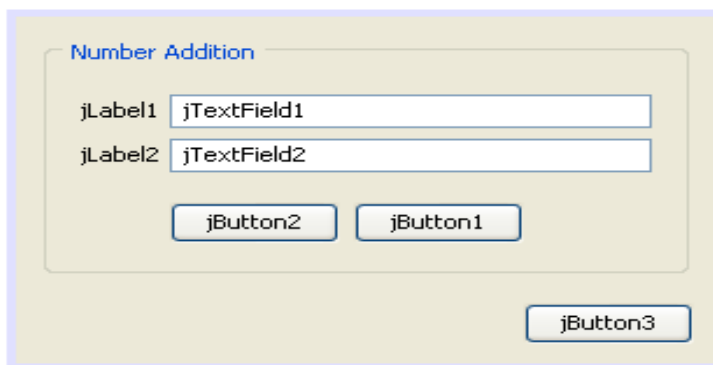 Number Addition
jLabel1 jTextField1
jLabel2 jTextField2
jButton2 jButton1
jButton3